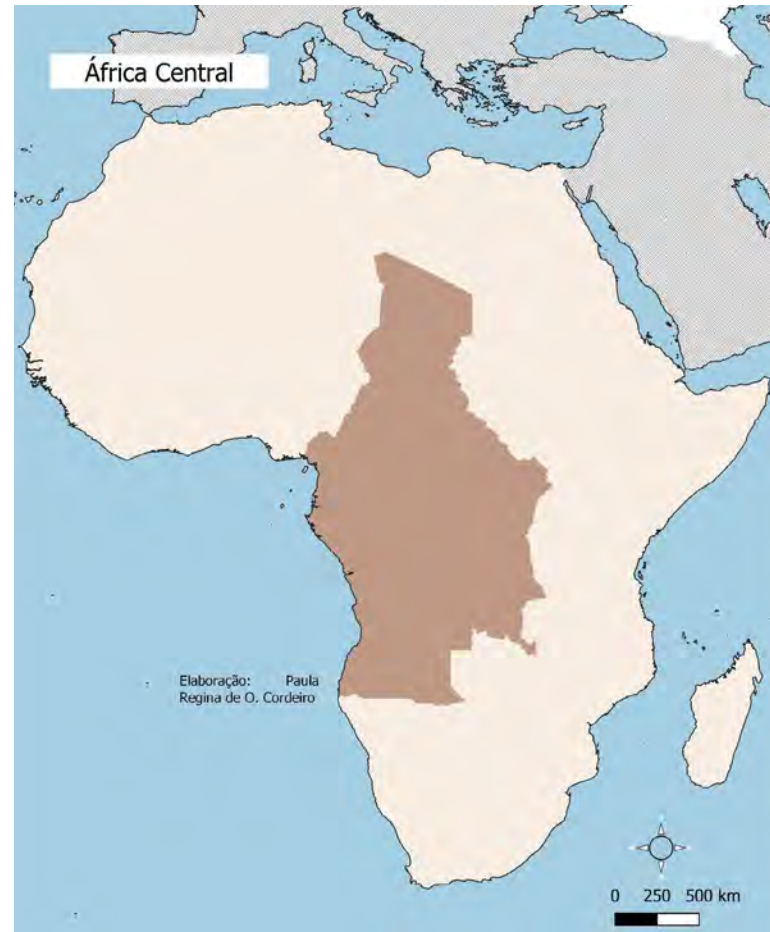 África Central
Elaboração: Paula
Regina de O. Cordeiro
0 250 500 km